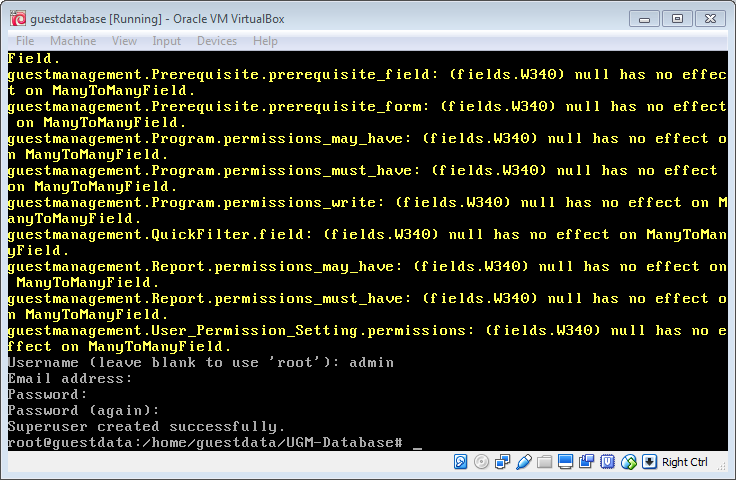 guestdatabase [Running] - Oracle VM VirtualBox
File Machine View Input Devices Help
Field.
guestmanagement.Prerequisite.prerequisite_field: (fields.W340) null has no effec
t on ManyToManyField.
guestmanagement.Prerequisite.prerequisite_form: (fields.W340) null has no effect
 on ManyToManyField.
guestmanagement.Program.permissions_may_have: (fields.W340) null has no effect o
n ManyToManyField.
guestmanagement.Program.permissions_must_have: (fields.W340) null has no effect
on ManyToManyField.
guestmanagement.Program.permissions_write: (fields.W340) null has no effect on M
anyToManyField.
guestmanagement.QuickFilter.field: (fields.W340) null has no effect on ManyToMan
yField.
guestmanagement.Report.permissions_may_have: (fields.W340) null has no effect on
 ManyToManyField.
guestmanagement.Report.permissions_must_have: (fields.W340) null has no effect o
n ManyToManyField.
guestmanagement.User_Permission_Setting.permissions: (fields.W340) null has no e
ffect on ManyToManyField.
Username (leave blank to use 'root'): admin
Email address:
Password:
Password (again):
Superuser created successfully.
root@guestdata:/home/guestdata/UGM-Database# _
Right Ctrl